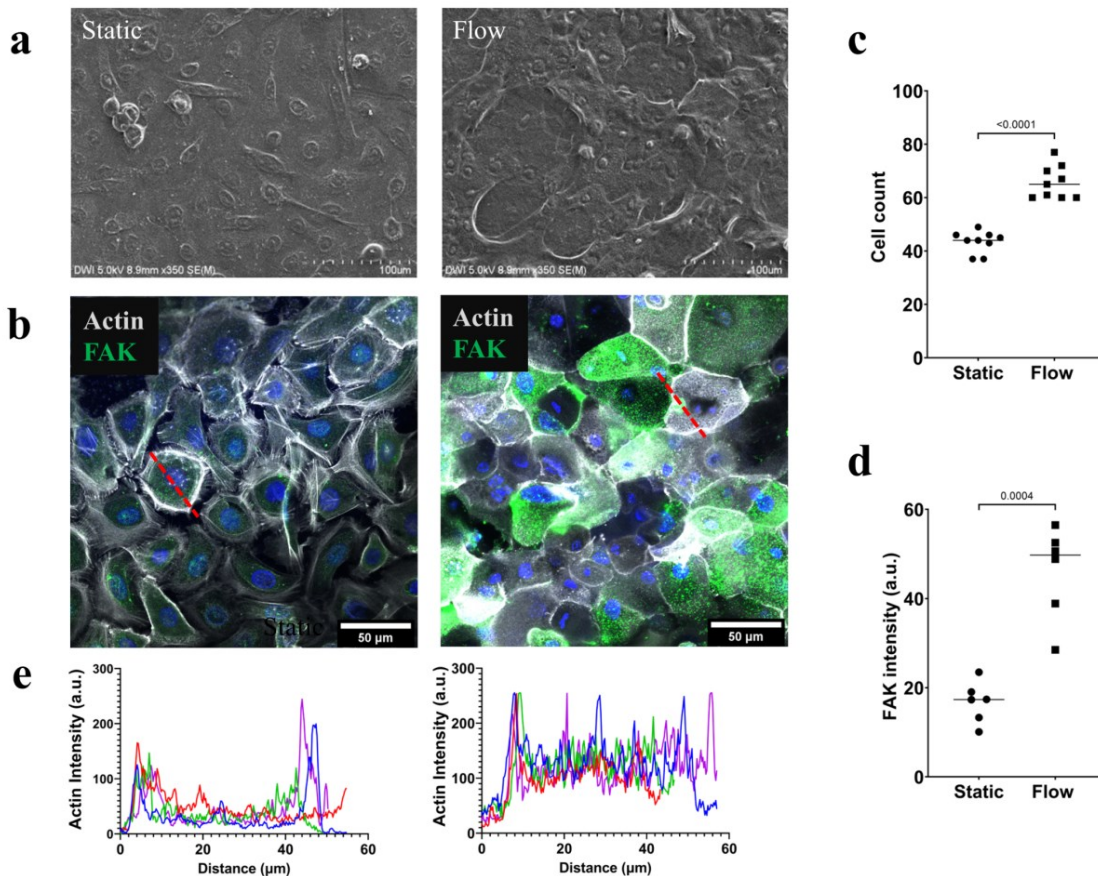 a
Static
DWI 5.0kV 8.9mm x350 SE(M)
100um
Flow
DWI 5.0kV 8.9mm x350 SE(M)
100um
b
Actin
FAK
Static
50 µm
Actin
FAK
50 µm
c
100
80
60
40
20
0
Cell count
<0.0001
Static
Flow
d
60
40
20
0
FAK intensity (a.u.)
0.0004
Static
Flow
e
300
200
100
0
Actin Intensity (a.u.)
0
20
40
60
Distance (µm)
300
200
100
0
Actin Intensity (a.u.)
0
20
40
60
Distance (µm)